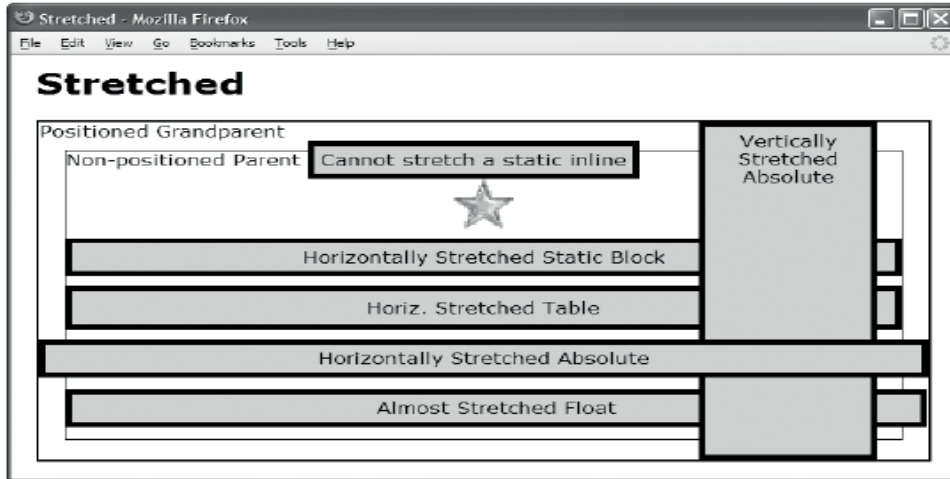 Stretched - Mozilla Firefox
File Edit View Go Bookmarks Tools Help
Stretched
Positioned Grandparent
Non-positioned Parent Cannot stretch a static inline
Vertically
Stretched
Absolute
Horizontally Stretched Static Block
Horiz. Stretched Table
Horizontally Stretched Absolute
Almost Stretched Float